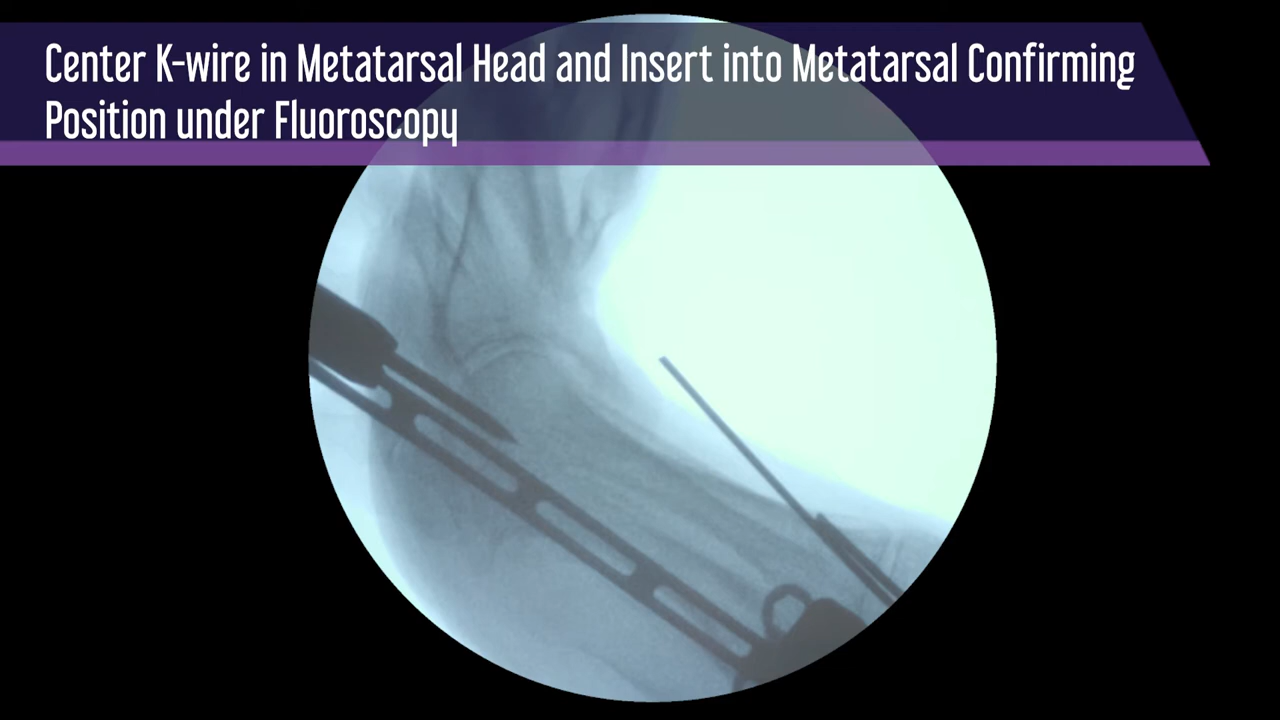 Center K-wire in Metatarsal Head and Insert into Metatarsal Confirming
Position under Fluoroscopy